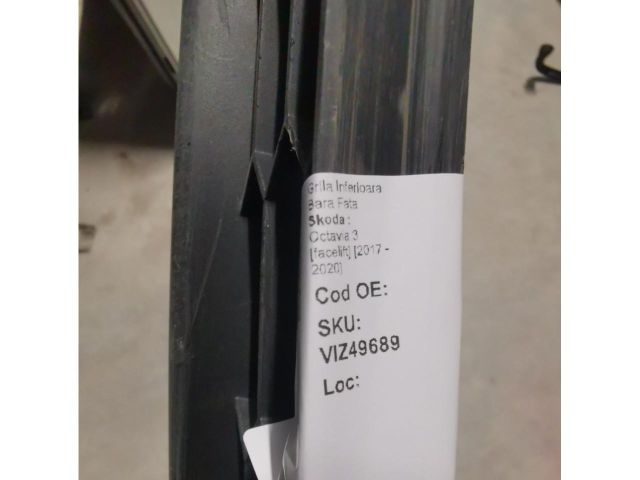 Grila Inferioara
Bara Fata
Skoda:
Octavia 3
[facelift] [2017 -
2020]
Cod OE:
SKU:
VIZ49689
Loc: